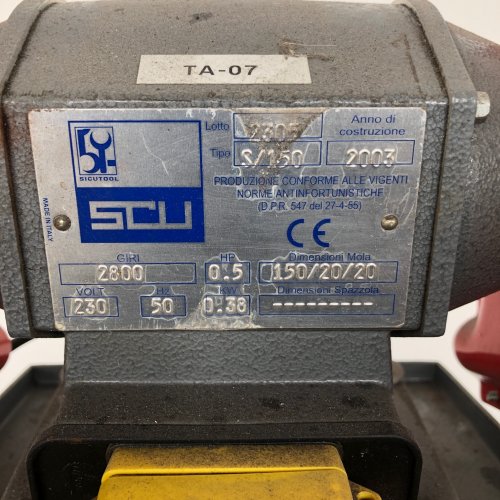 TA-07
SICUTOOL
SCU
MADE IN ITALY
Lotto 2305
Anno di costruzione
Tipo S/150 2003
PRODUZIONE CONFORME ALLE VIGENTI
NORME ANTINFORTUNISTICHE
(D.P.R. 547 del 27-4-55)
CE
GIRI HP Dimensioni Mola
2800 0.5 150/20/20
VOLT Hz KW Dimensioni Spazzola
230 50 0.38 ----------